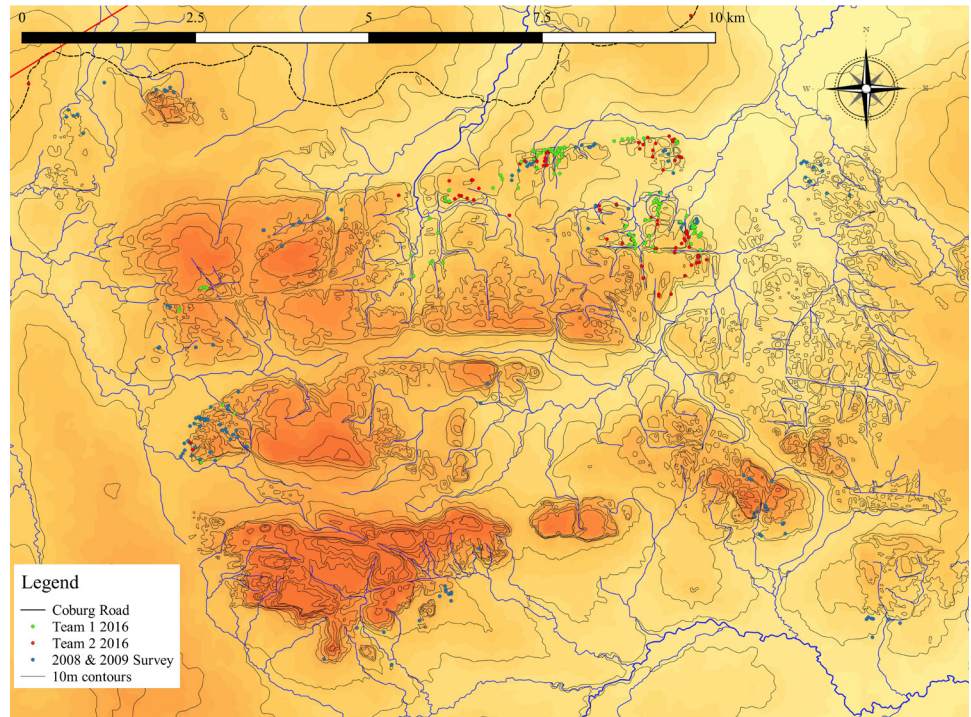 0 2.5 5 7.5 10 km
N
W E
S
Legend
Coburg Road
Team 1 2016
Team 2 2016
2008 & 2009 Survey
10m contours